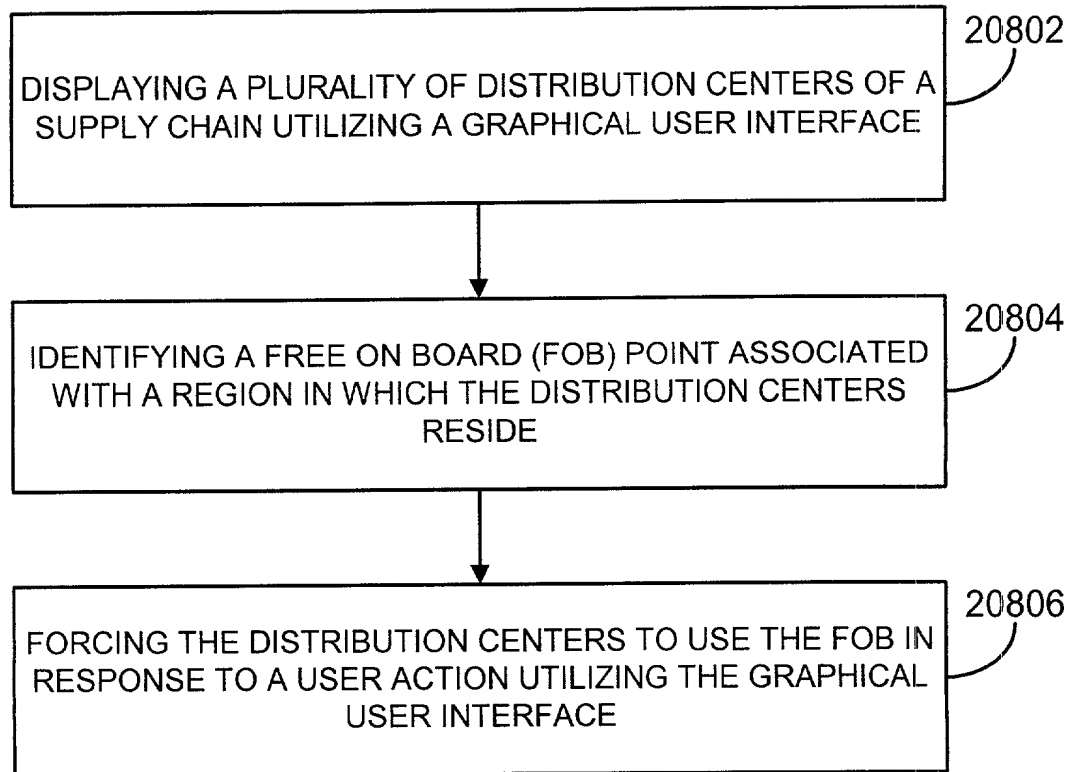 20802
DISPLAYING A PLURALITY OF DISTRIBUTION CENTERS OF A
SUPPLY CHAIN UTILIZING A GRAPHICAL USER INTERFACE
20804
IDENTIFYING A FREE ON BOARD (FOB) POINT ASSOCIATED
WITH A REGION IN WHICH THE DISTRIBUTION CENTERS
RESIDE
20806
FORCING THE DISTRIBUTION CENTERS TO USE THE FOB IN
RESPONSE TO A USER ACTION UTILIZING THE GRAPHICAL
USER INTERFACE